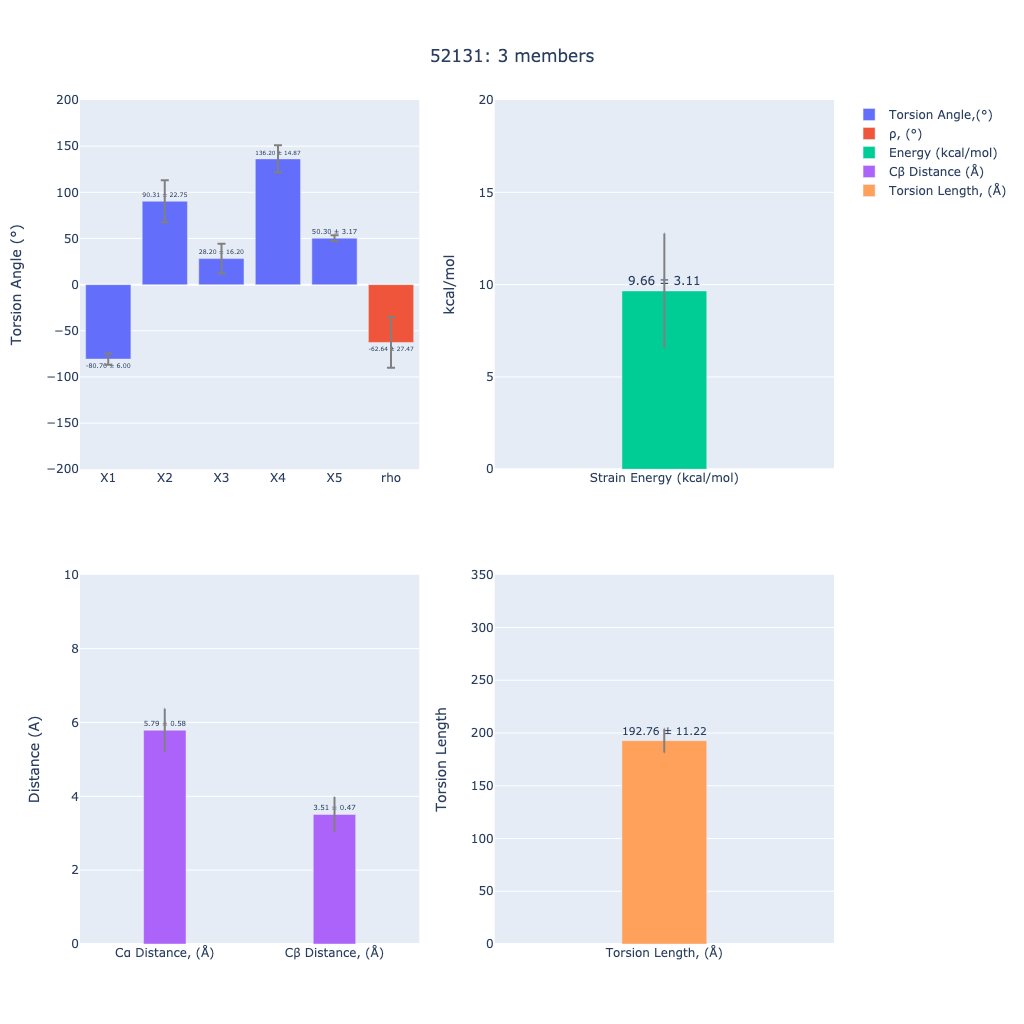 52131: 3 members
200
150
100
50
0
−50
−100
−150
−200
Torsion Angle (°)
-80.70 ± 6.00
90.31 ± 22.75
28.20 ± 16.20
136.20 ± 14.87
50.30 ± 3.17
-62.64 ± 27.47
X1
X2
X3
X4
X5
rho
20
15
10
5
0
kcal/mol
9.66 ± 3.11
Strain Energy (kcal/mol)
Torsion Angle,(°)
ρ, (°)
Energy (kcal/mol)
Cβ Distance (Å)
Torsion Length, (Å)
10
8
6
4
2
0
Distance (A)
5.79 ± 0.58
3.51 ± 0.47
Cα Distance, (Å)
Cβ Distance, (Å)
350
300
250
200
150
100
50
0
Torsion Length
192.76 ± 11.22
Torsion Length, (Å)